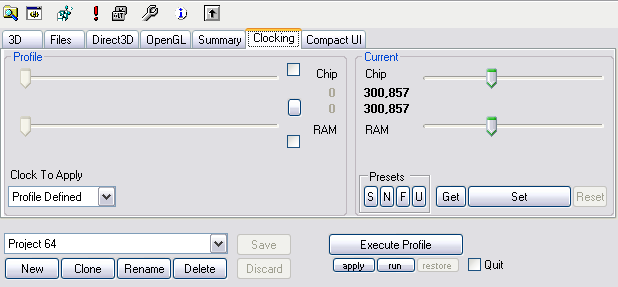 3D Files Direct3D OpenGL Summary Clocking Compact UI
Profile
Chip
0
0
RAM
Clock To Apply
Profile Defined
Current
Chip
300,857
300,857
RAM
Presets
S N F U Get Set Reset
Project 64 Save
New Clone Rename Delete Discard
Execute Profile
apply run restore Quit